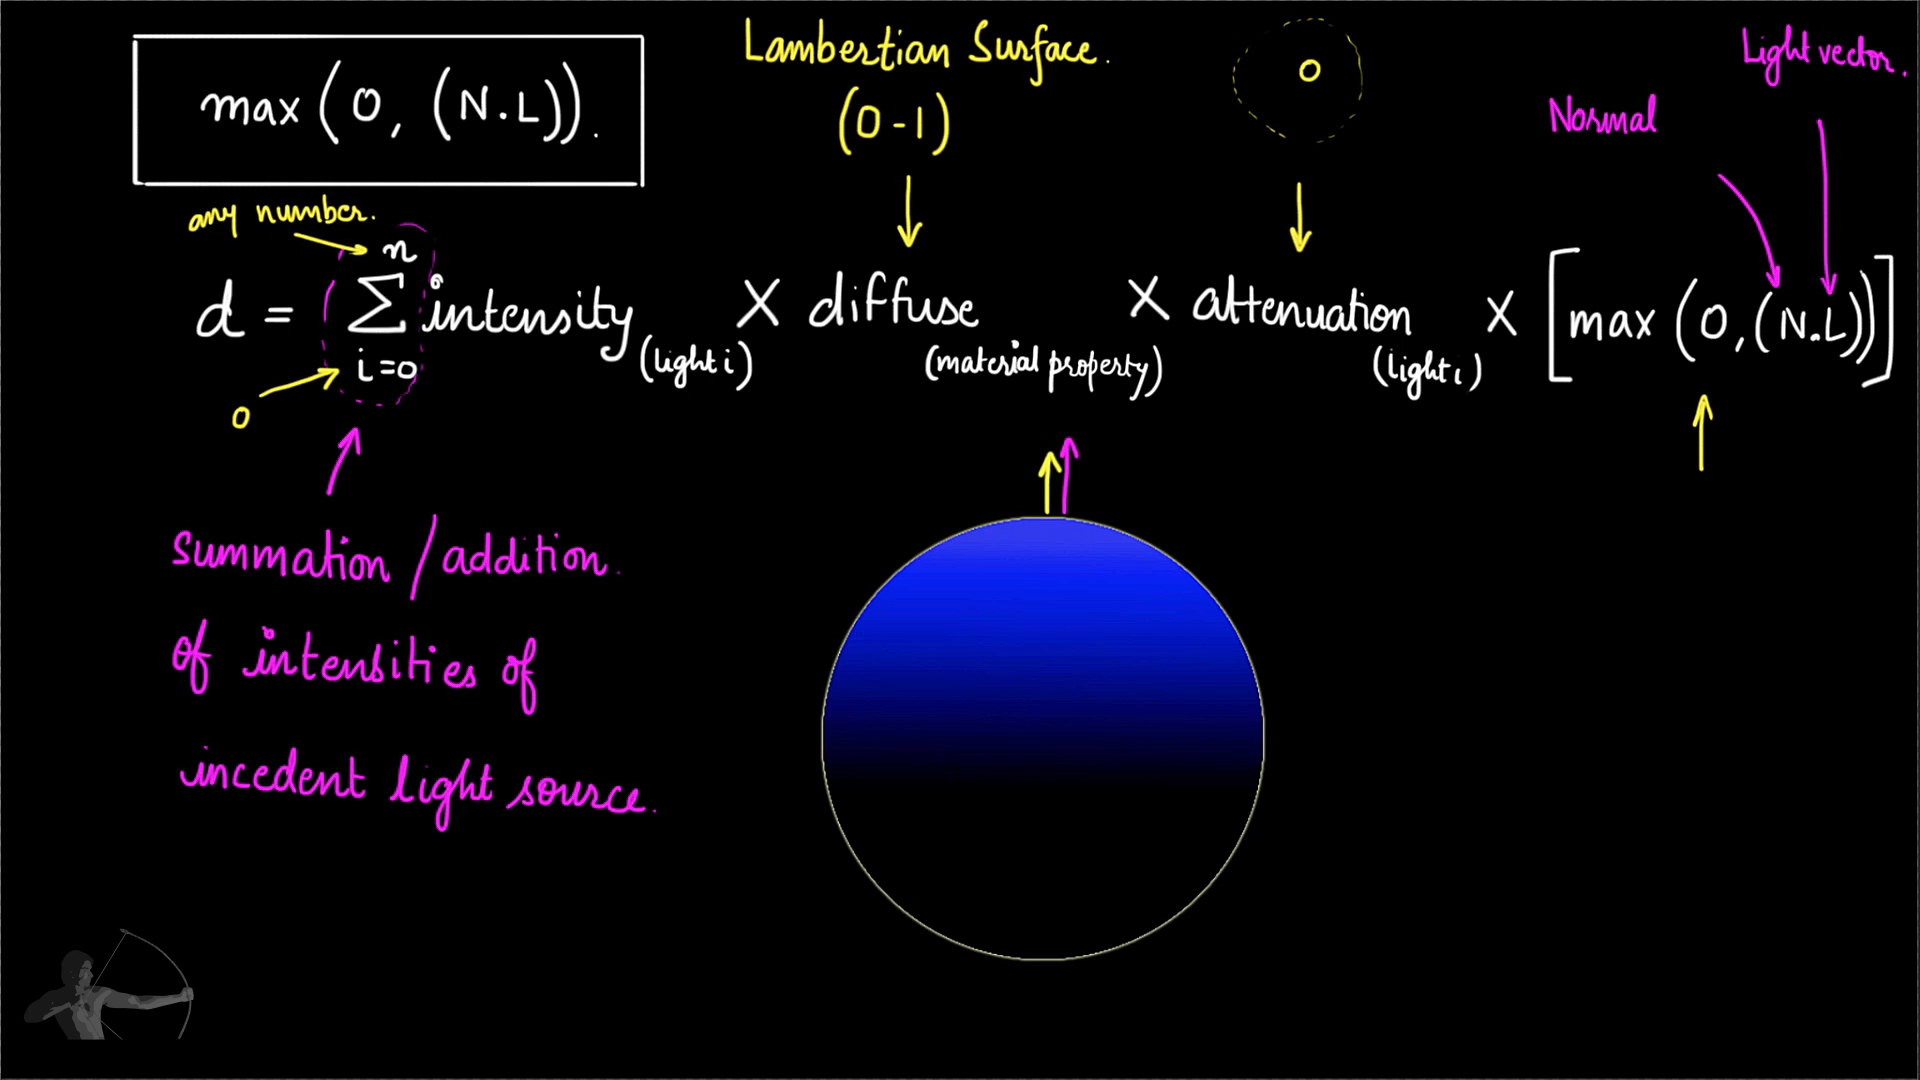 max (0, (N.L)).
Lambertian Surface.
(0-1)
0
Light vector.
Normal
any number.
d = n Σ i=0 intensity (light i) X diffuse (material property) X attenuation (light i) X [max (0, (N.L))]
0
summation / addition.
of intensities of
incedent light source.